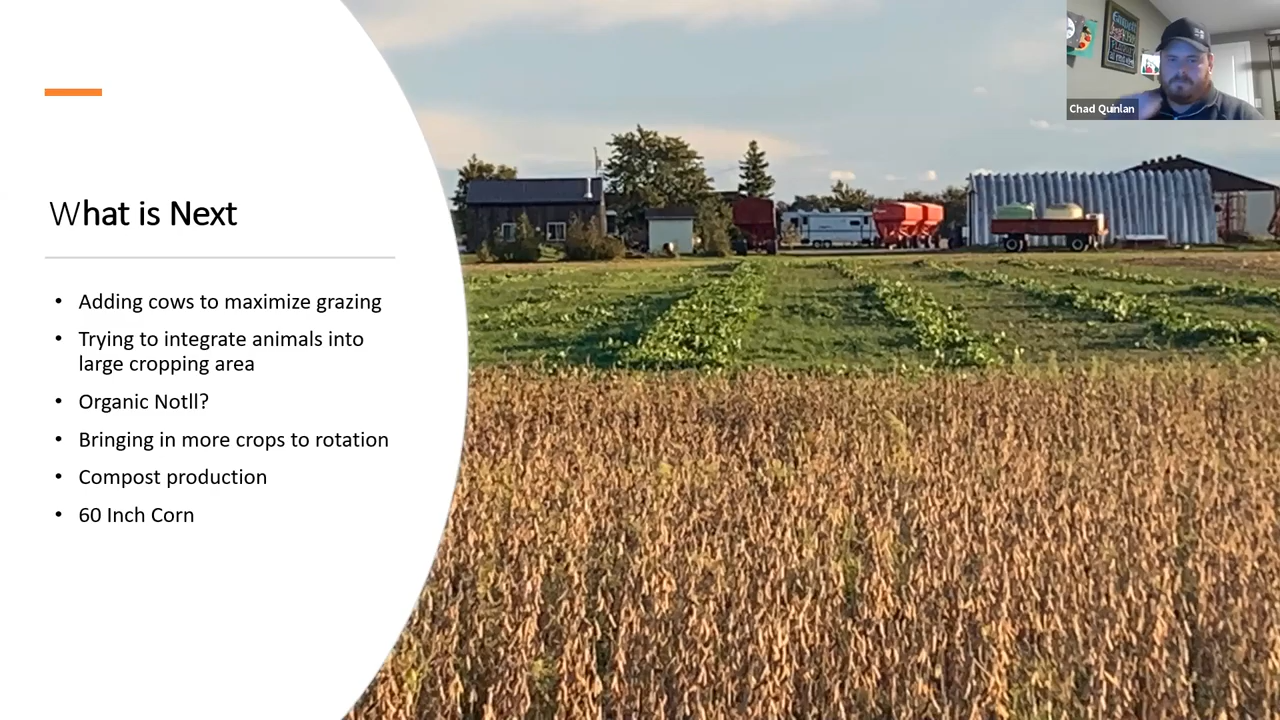 What is Next
• Adding cows to maximize grazing
• Trying to integrate animals into
large cropping area
• Organic Notll?
• Bringing in more crops to rotation
• Compost production
• 60 Inch Corn
Chad Quinlan